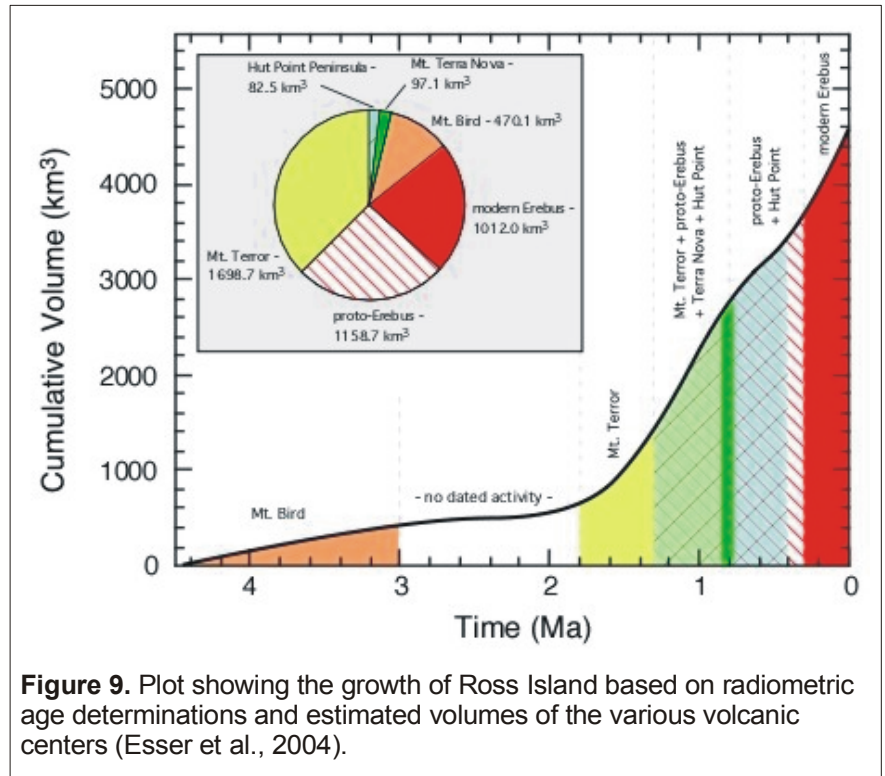 5000
4000
3000
2000
1000
0
Cumulative Volume (km³)
Hut Point Peninsula -
82.5 km³
Mt. Terra Nova -
97.1 km³
Mt. Bird - 470.1 km³
modern Erebus -
1012.0 km³
Mt. Terror -
1698.7 km³
proto-Erebus -
1158.7 km³
Mt. Bird
- no dated activity -
Mt. Terror
Mt. Terror + proto-Erebus
+ Terra Nova + Hut Point
proto-Erebus
+ Hut Point
modern Erebus
4
3
2
1
0
Time (Ma)
Figure 9. Plot showing the growth of Ross Island based on radiometric
age determinations and estimated volumes of the various volcanic
centers (Esser et al., 2004).